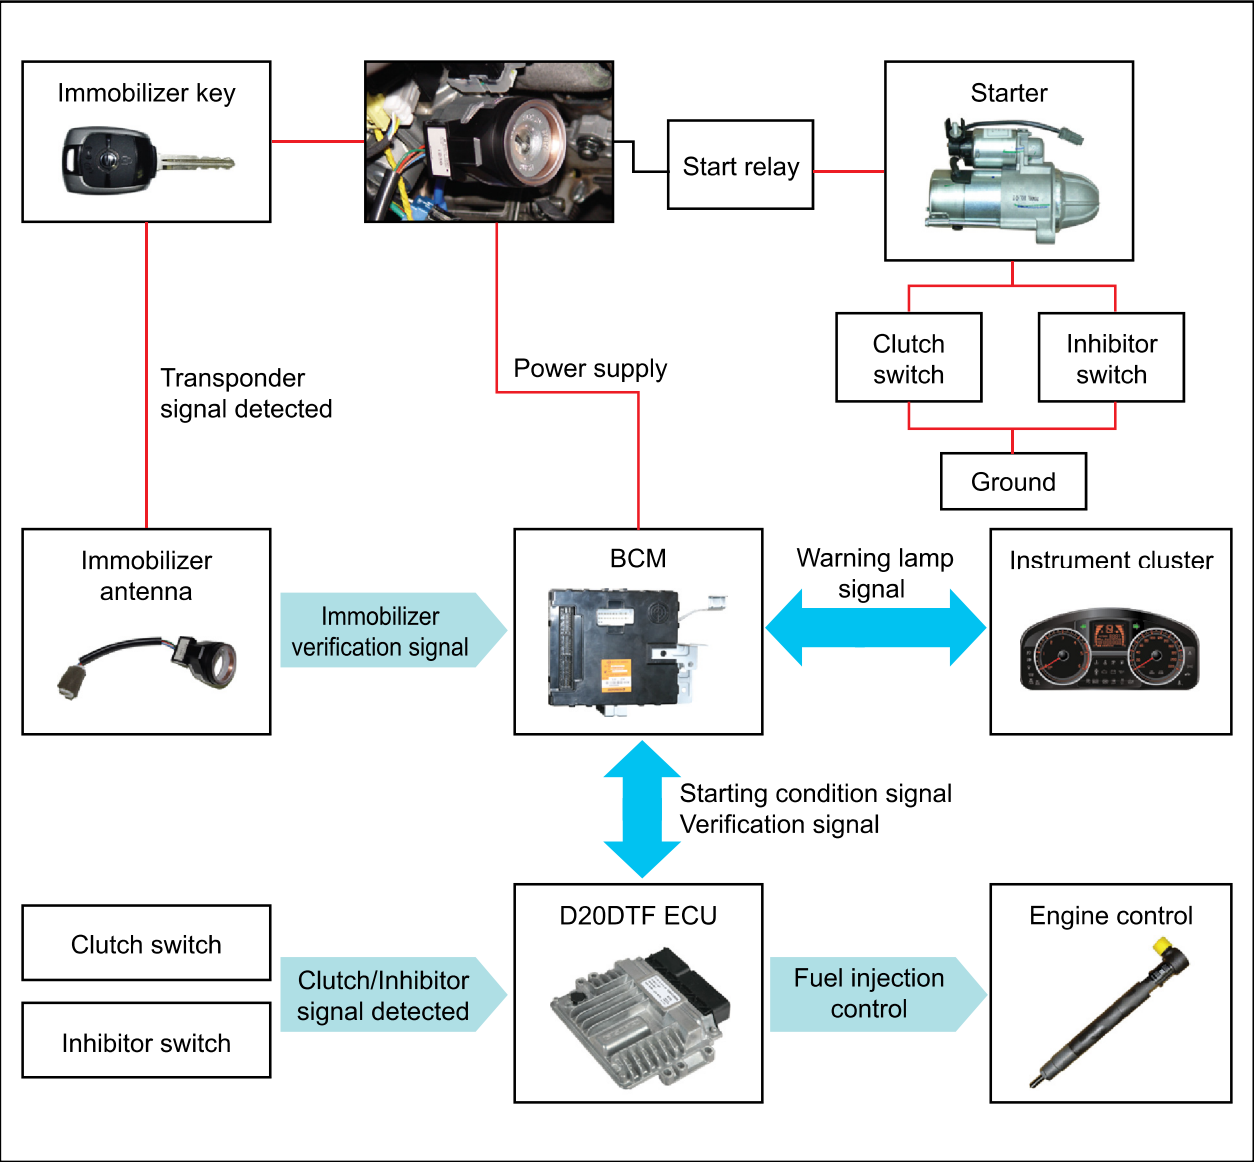 Immobilizer key
Starter
Start relay
Clutch
switch
Inhibitor
switch
Power supply
Transponder
signal detected
Ground
Immobilizer
antenna
Immobilizer
verification signal
BCM
Warning lamp
signal
Instrument cluster
Starting condition signal
Verification signal
D20DTF ECU
Engine control
Clutch switch
Inhibitor switch
Clutch/Inhibitor
signal detected
Fuel injection
control